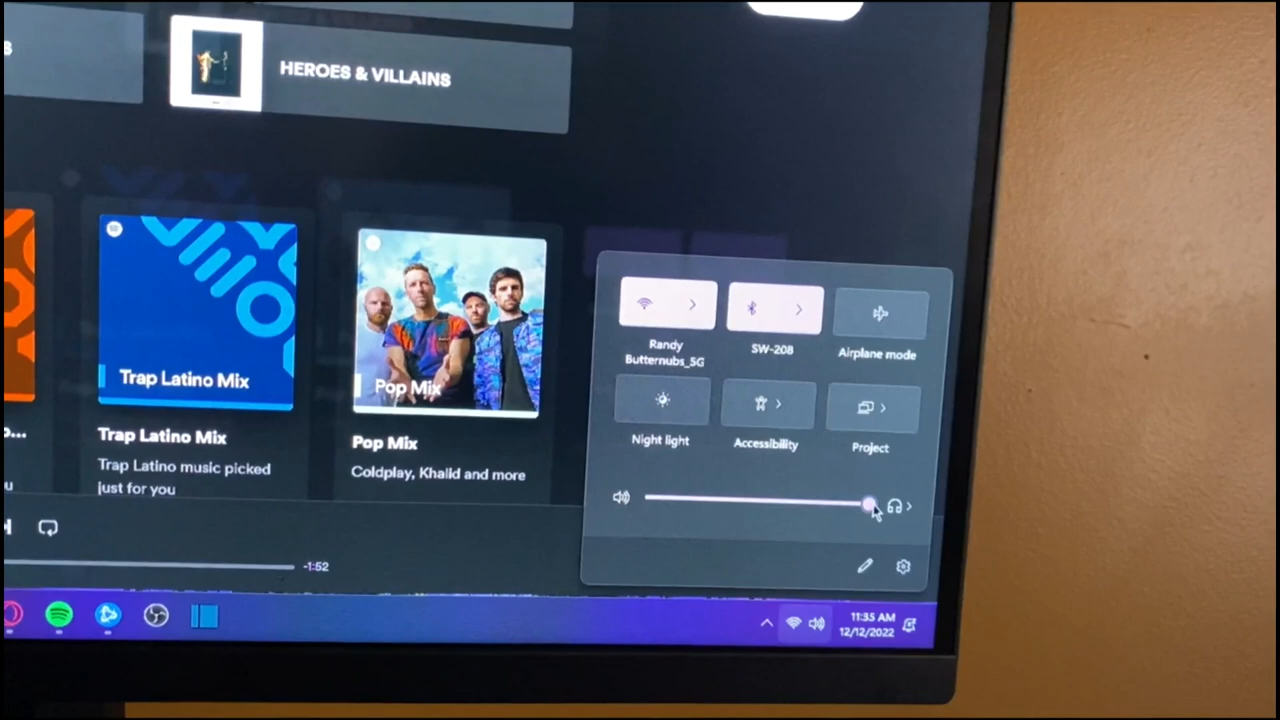 HEROES & VILLAINS
Trap Latino Mix
Pop Mix
Trap Latino Mix
Trap Latino music picked
just for you
Pop Mix
Coldplay, Khalid and more
-1:52
Randy
Butternubs_5G
SW-208
Airplane mode
Night light
Accessibility
Project
11:35 AM
12/12/2022